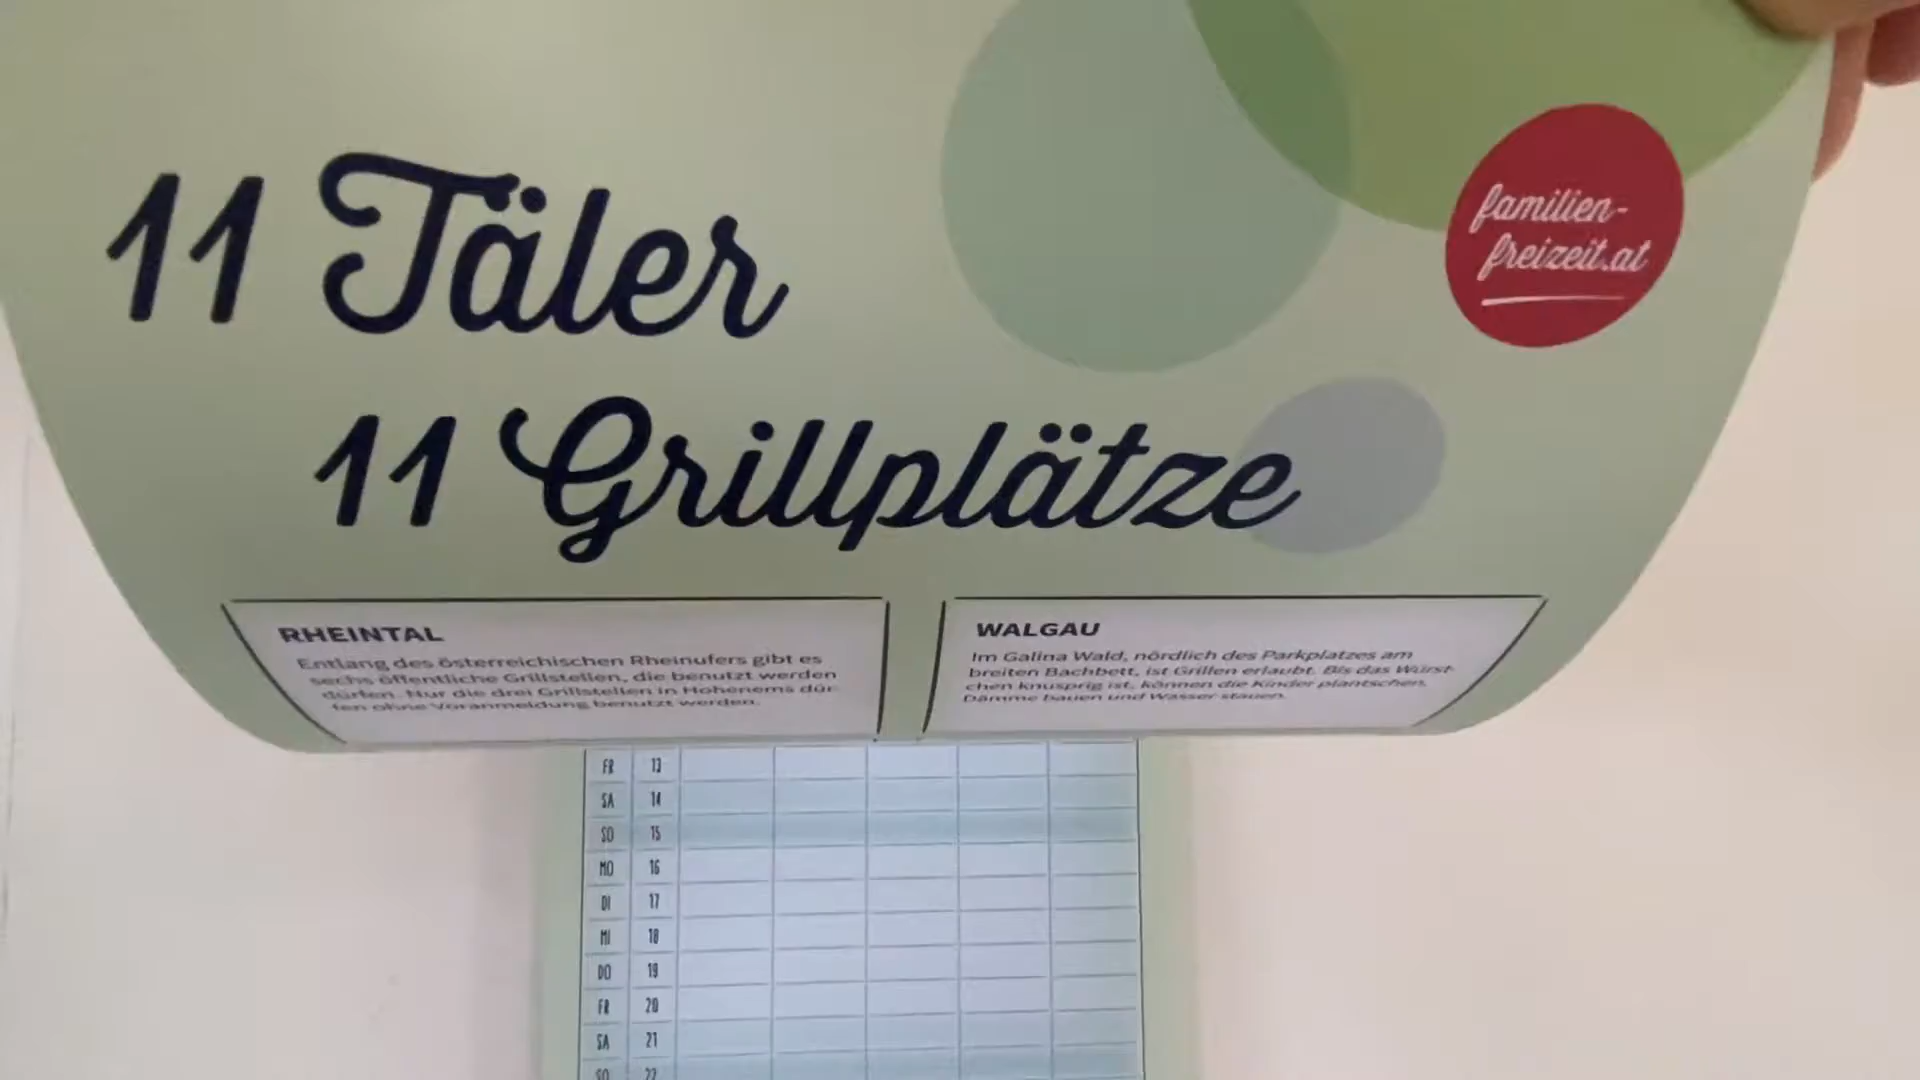 11 Täler
11 Grillplätze
familien-
freizeit.at
RHEINTAL
Entlang des österreichischen Rheinufers gibt es
sechs öffentliche Grillstellen, die benutzt werden
dürfen. Nur die drei Grillstellen in Hohenems dür-
fen ohne Voranmeldung benutzt werden.
WALGAU
Im Galina Wald, nördlich des Parkplatzes am
breiten Bachbett, ist Grillen erlaubt. Bis das Würst-
chen knusprig ist, können die Kinder plantschen,
Dämme bauen und Wasser stauen.
FR 13
SA 14
SO 15
MO 16
DI 17
MI 18
DO 19
FR 20
SA 21
SO 22